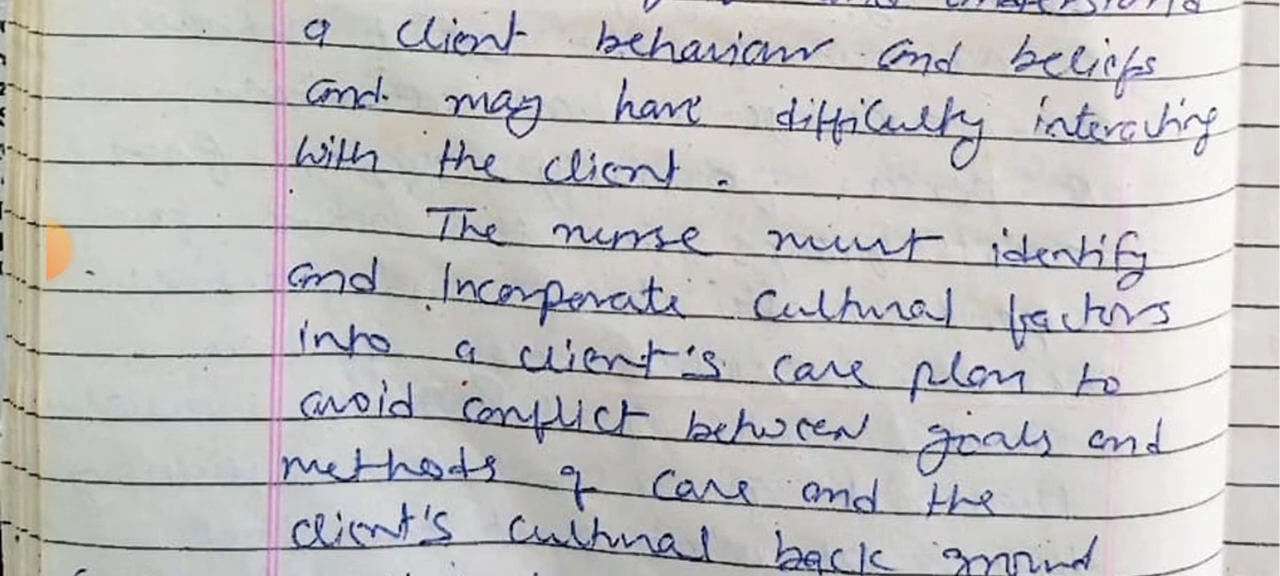 a client behaviour and beliefs
and may have difficulty interacting
with the client.
The nurse must identify
and Incorporate cultural factors
into a client's care plan to
avoid conflict between goals and
methods of care and the
client's cultural back ground